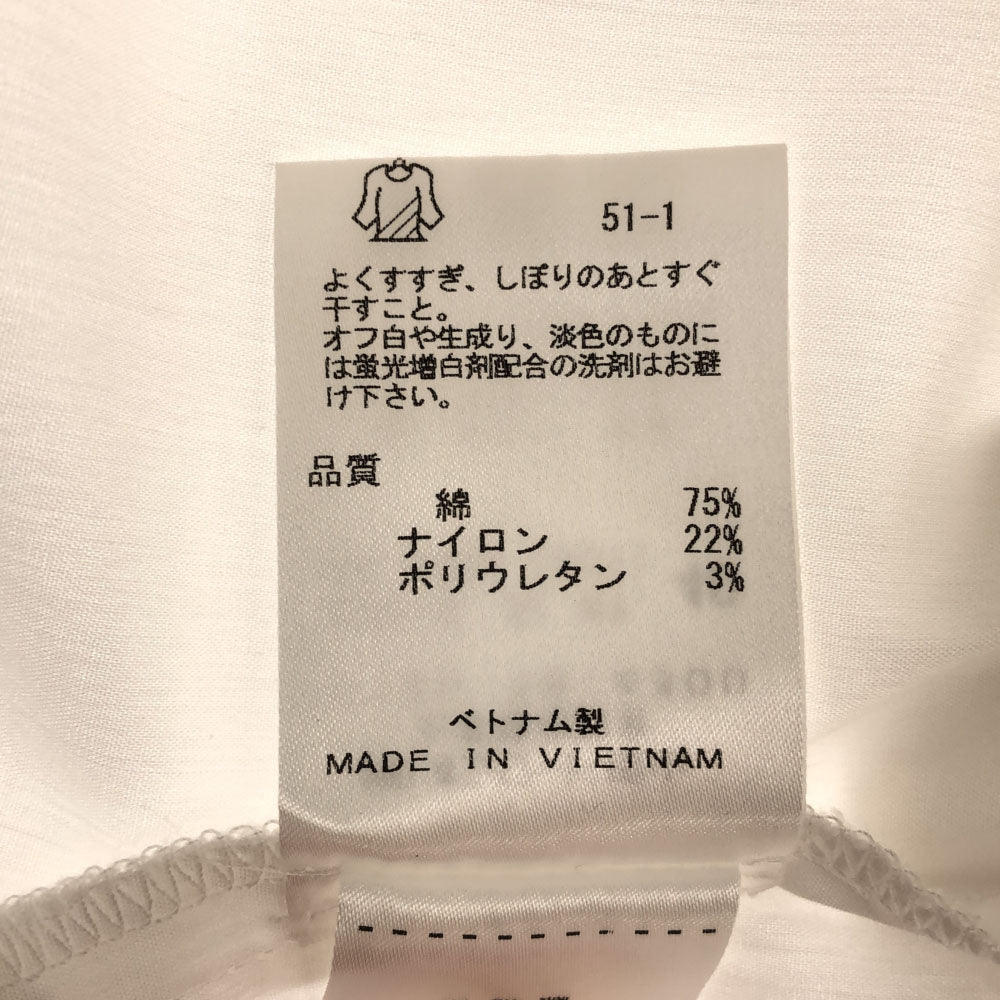 51-1
よくすすぎ、しぼりのあとすぐ
干すこと。
オフ白や生成り、淡色のものに
は蛍光増白剤配合の洗剤はお避
け下さい。
品質
綿 75%
ナイロン 22%
ポリウレタン 3%
ベトナム製
MADE IN VIETNAM